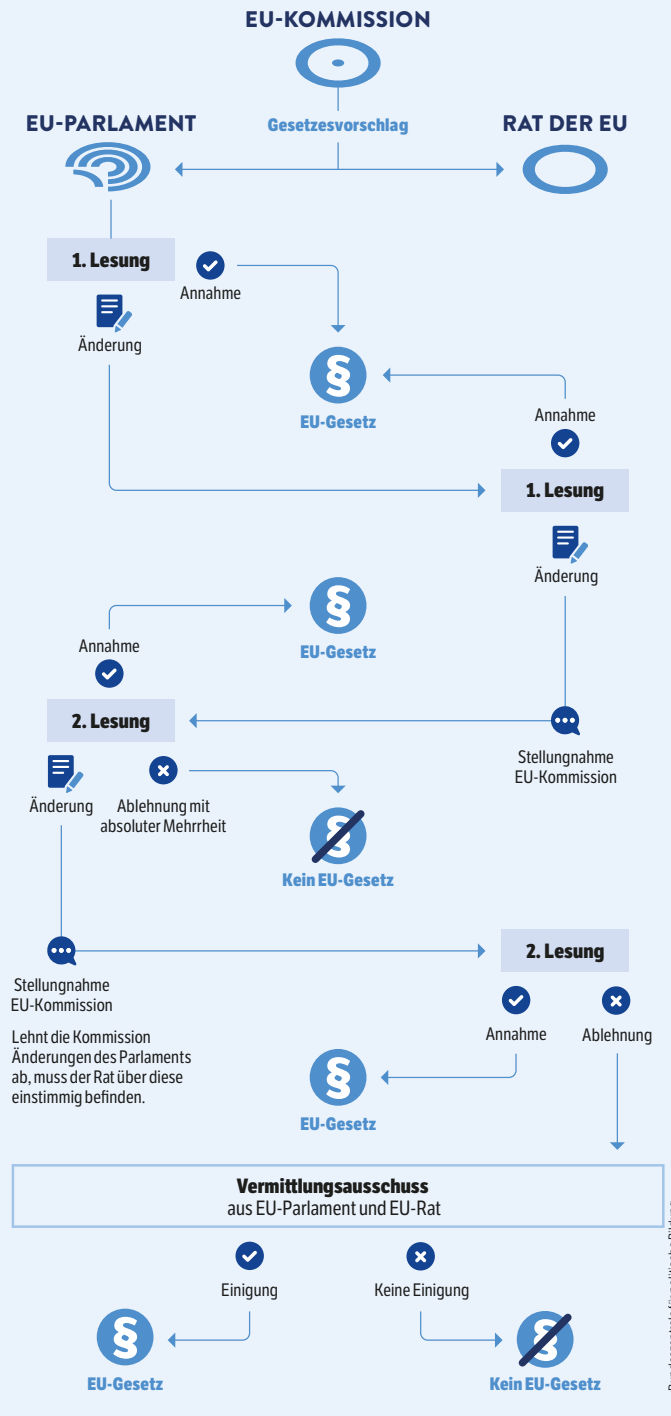 EU-KOMMISSION
EU-PARLAMENT
Gesetzesvorschlag
RAT DER EU
1. Lesung
Annahme
Änderung
§
EU-Gesetz
Annahme
1. Lesung
Änderung
§
EU-Gesetz
Annahme
2. Lesung
Stellungnahme
EU-Kommission
Änderung
Ablehnung mit
absoluter Mehrrheit
§
Kein EU-Gesetz
2. Lesung
Stellungnahme
EU-Kommission
Annahme
Ablehnung
Lehnt die Kommission
Änderungen des Parlaments
ab, muss der Rat über diese
einstimmig befinden.
§
EU-Gesetz
Vermittlungsausschuss
aus EU-Parlament und EU-Rat
Einigung
Keine Einigung
§
EU-Gesetz
§
Kein EU-Gesetz